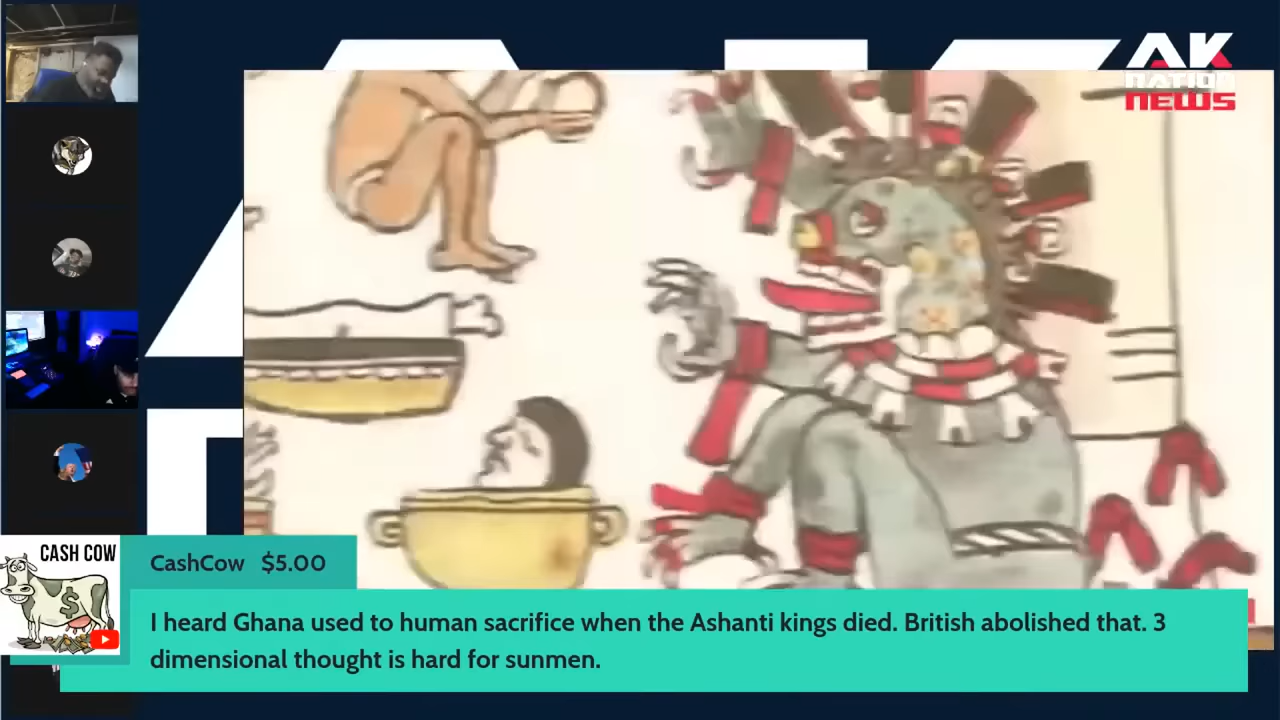 AK
NATION
NEWS
CASH COW
$
CashCow $5.00
I heard Ghana used to human sacrifice when the Ashanti kings died. British abolished that. 3
dimensional thought is hard for sunmen.